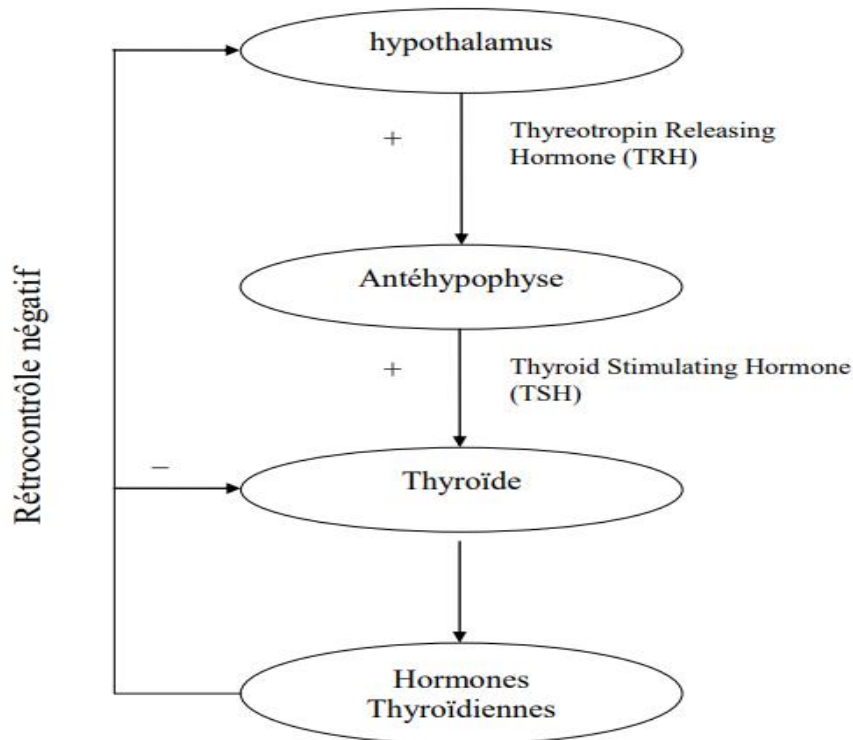 hypothalamus
+
Thyreotropin Releasing
Hormone (TRH)
Antéhypophyse
+
Thyroid Stimulating Hormone
(TSH)
Rétrocontrôle négatif
–
Thyroïde
Hormones
Thyroïdiennes